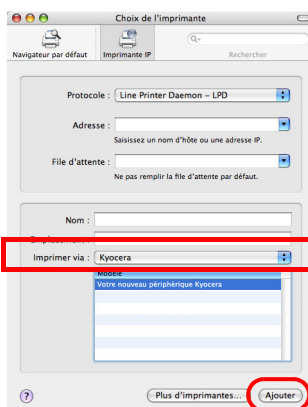 Choix de l'imprimante
Navigateur par défaut Imprimante IP Rechercher
Protocole : Line Printer Daemon – LPD
Adresse :
Saisissez un nom d'hôte ou une adresse IP.
File d'attente :
Ne pas remplir la file d'attente par défaut.
Nom :
Emplacement :
Imprimer via : Kyocera
Modèle
Votre nouveau périphérique Kyocera
? Plus d'imprimantes... Ajouter